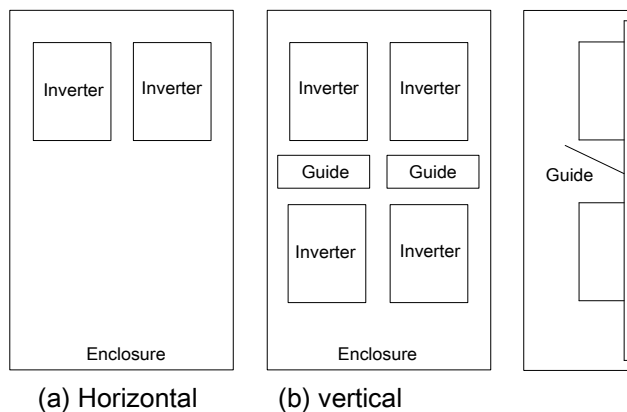 Inverter Inverter
Enclosure
(a) Horizontal
Inverter Inverter
Guide Guide
Inverter Inverter
Enclosure
(b) vertical
Guide